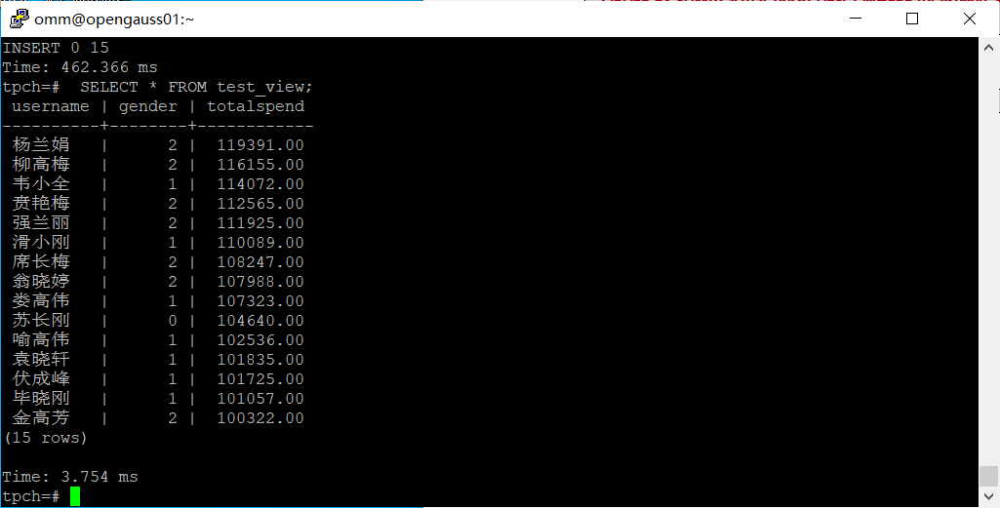 omm@opengauss01:~
INSERT 0 15
Time: 462.366 ms
tpch=#  SELECT * FROM test_view;
 username | gender | totalspend
----------+--------+------------
 杨兰娟   |      2 |  119391.00
 柳高梅   |      2 |  116155.00
 韦小全   |      1 |  114072.00
 贲艳梅   |      2 |  112565.00
 强兰丽   |      2 |  111925.00
 滑小刚   |      1 |  110089.00
 席长梅   |      2 |  108247.00
 翁晓婷   |      2 |  107988.00
 娄高伟   |      1 |  107323.00
 苏长刚   |      0 |  104640.00
 喻高伟   |      1 |  102536.00
 袁晓轩   |      1 |  101835.00
 伏成峰   |      1 |  101725.00
 毕晓刚   |      1 |  101057.00
 金高芳   |      2 |  100322.00
(15 rows)
Time: 3.754 ms
tpch=#